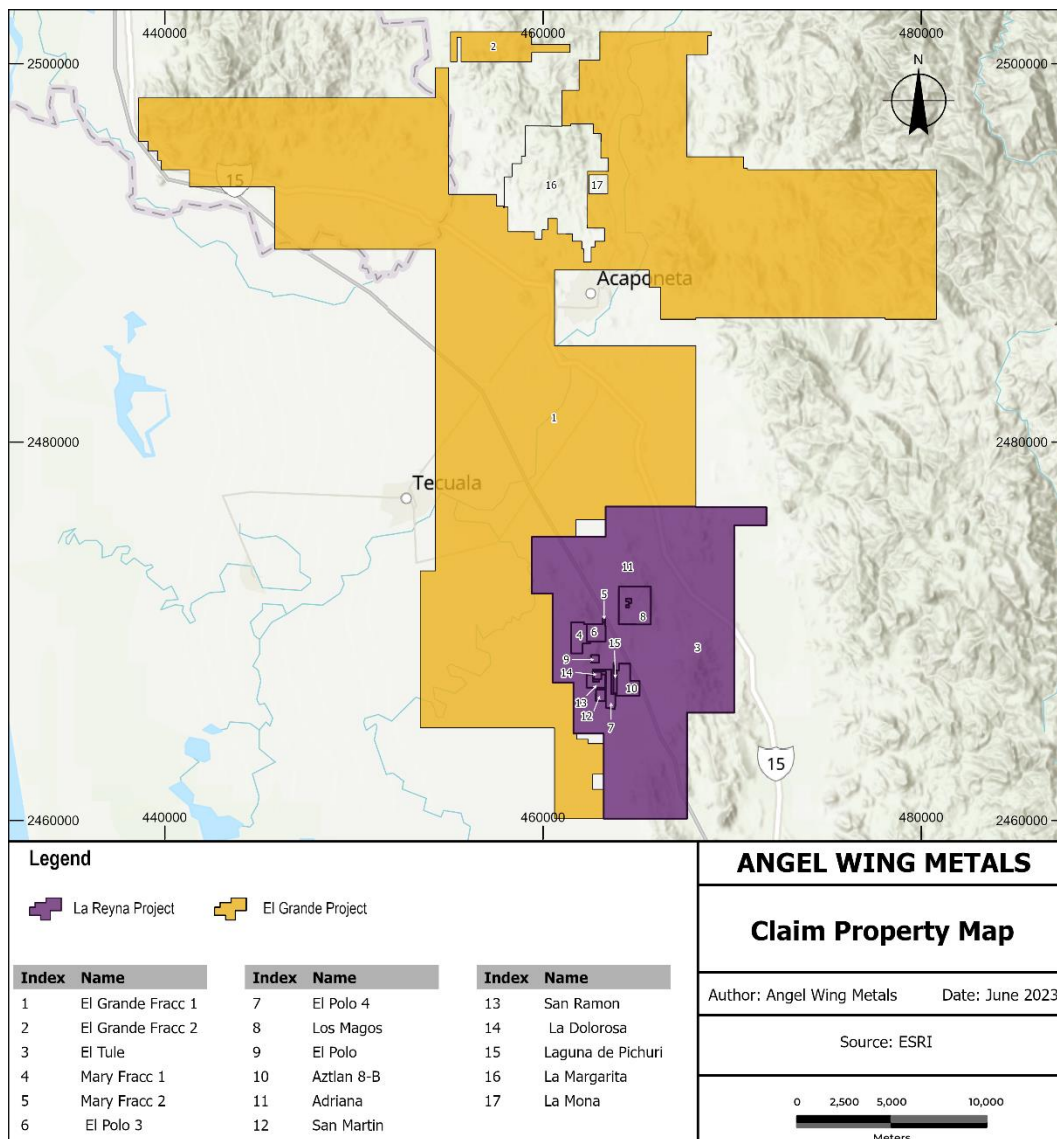 440000 460000 480000
2500000 2500000
N
2
15
16 17
Acaponeta
1
2480000 2480000
Tecuala
11
5
8
4 6 15
3
9
14 10
13
12
7
15
2460000 2460000
440000 460000 480000
Legend
La Reyna Project El Grande Project
Index Name Index Name Index Name
1 El Grande Fracc 1 7 El Polo 4 13 San Ramon
2 El Grande Fracc 2 8 Los Magos 14 La Dolorosa
3 El Tule 9 El Polo 15 Laguna de Pichuri
4 Mary Fracc 1 10 Aztlan 8-B 16 La Margarita
5 Mary Fracc 2 11 Adriana 17 La Mona
6 El Polo 3 12 San Martin
ANGEL WING METALS
Claim Property Map
Author: Angel Wing Metals Date: June 2023
Source: ESRI
0 2,500 5,000 10,000
Meters